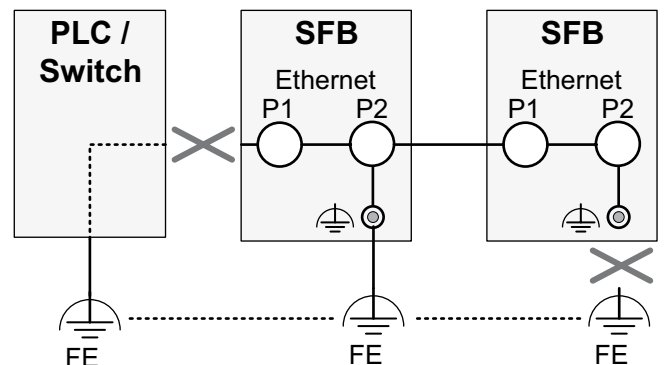 PLC /
Switch
SFB
Ethernet
P1 P2
SFB
Ethernet
P1 P2
FE
FE
FE